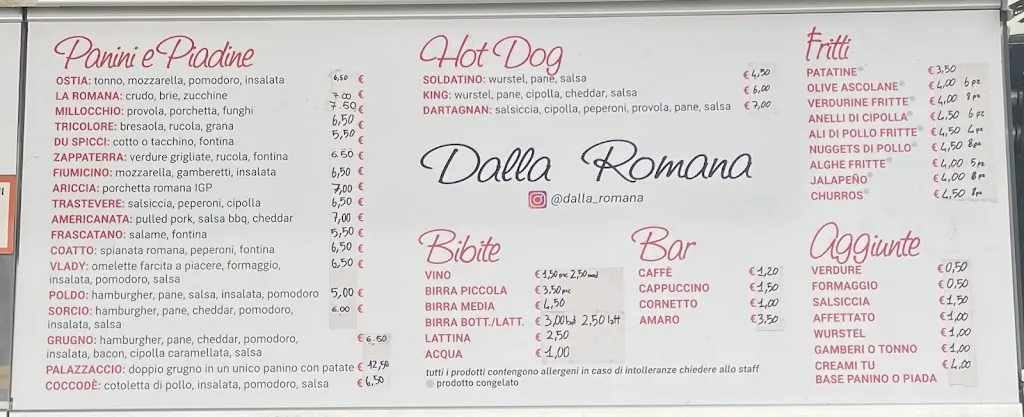 Panini e Piadine
OSTIA: tonno, mozzarella, pomodoro, insalata 6,50 €
LA ROMANA: crudo, brie, zucchine 7.00 €
MILLOCCHIO: provola, porchetta, funghi 7.50 €
TRICOLORE: bresaola, rucola, grana 6,50 €
DU SPICCI: cotto o tacchino, fontina 5,50 €
ZAPPATERRA: verdure grigliate, rucola, fontina 6.50 €
FIUMICINO: mozzarella, gamberetti, insalata 6,50 €
ARICCIA: porchetta romana IGP 7,00 €
TRASTEVERE: salsiccia, peperoni, cipolla 6,50 €
AMERICANATA: pulled pork, salsa bbq, cheddar 7,00 €
FRASCATANO: salame, fontina 5,50 €
COATTO: spianata romana, peperoni, fontina 6,50 €
VLADY: omelette farcita a piacere, formaggio, 6,50 €
insalata, pomodoro, salsa
POLDO: hamburgher, pane, salsa, insalata, pomodoro 5,00 €
SORCIO: hamburgher, pane, cheddar, pomodoro, 6.00 €
insalata, salsa
GRUGNO: hamburgher, pane, cheddar, pomodoro, € 6.50
insalata, bacon, cipolla caramellata, salsa
PALAZZACCIO: doppio grugno in un unico panino con patate € 12,50
COCCODÈ: cotoletta di pollo, insalata, pomodoro, salsa € 6,50
Hot Dog
SOLDATINO: wurstel, pane, salsa € 4,50
KING: wurstel, pane, cipolla, cheddar, salsa € 6,00
DARTAGNAN: salsiccia, cipolla, peperoni, provola, pane, salsa € 7,00
Dalla Romana
@dalla_romana
Bibite
VINO € 1,50 2,50
BIRRA PICCOLA € 3.50
BIRRA MEDIA € 4,50
BIRRA BOTT./LATT. € 3,00 bot 2,50 latt
LATTINA € 2,50
ACQUA € 1,00
Bar
CAFFÈ € 1,20
CAPPUCCINO € 1,50
CORNETTO € 1,00
AMARO € 3,50
tutti i prodotti contengono allergeni in caso di intolleranze chiedere allo staff
prodotto congelato
Fritti
PATATINE € 3,50
OLIVE ASCOLANE € 4,00 6 pz
VERDURINE FRITTE € 4,00 8 pz
ANELLI DI CIPOLLA € 4,50 6 pz
ALI DI POLLO FRITTE € 4,50 4 pz
NUGGETS DI POLLO € 4,50 8 pz
ALGHE FRITTE € 4,00 5 pz
JALAPEÑO € 4,00 8 pz
CHURROS € 4,50 8 pz
Aggiunte
VERDURE € 0,50
FORMAGGIO € 0,50
SALSICCIA € 1,50
AFFETTATO € 1,00
WURSTEL € 1,00
GAMBERI O TONNO € 1,00
CREAMI TU € 4.00
BASE PANINO O PIADA